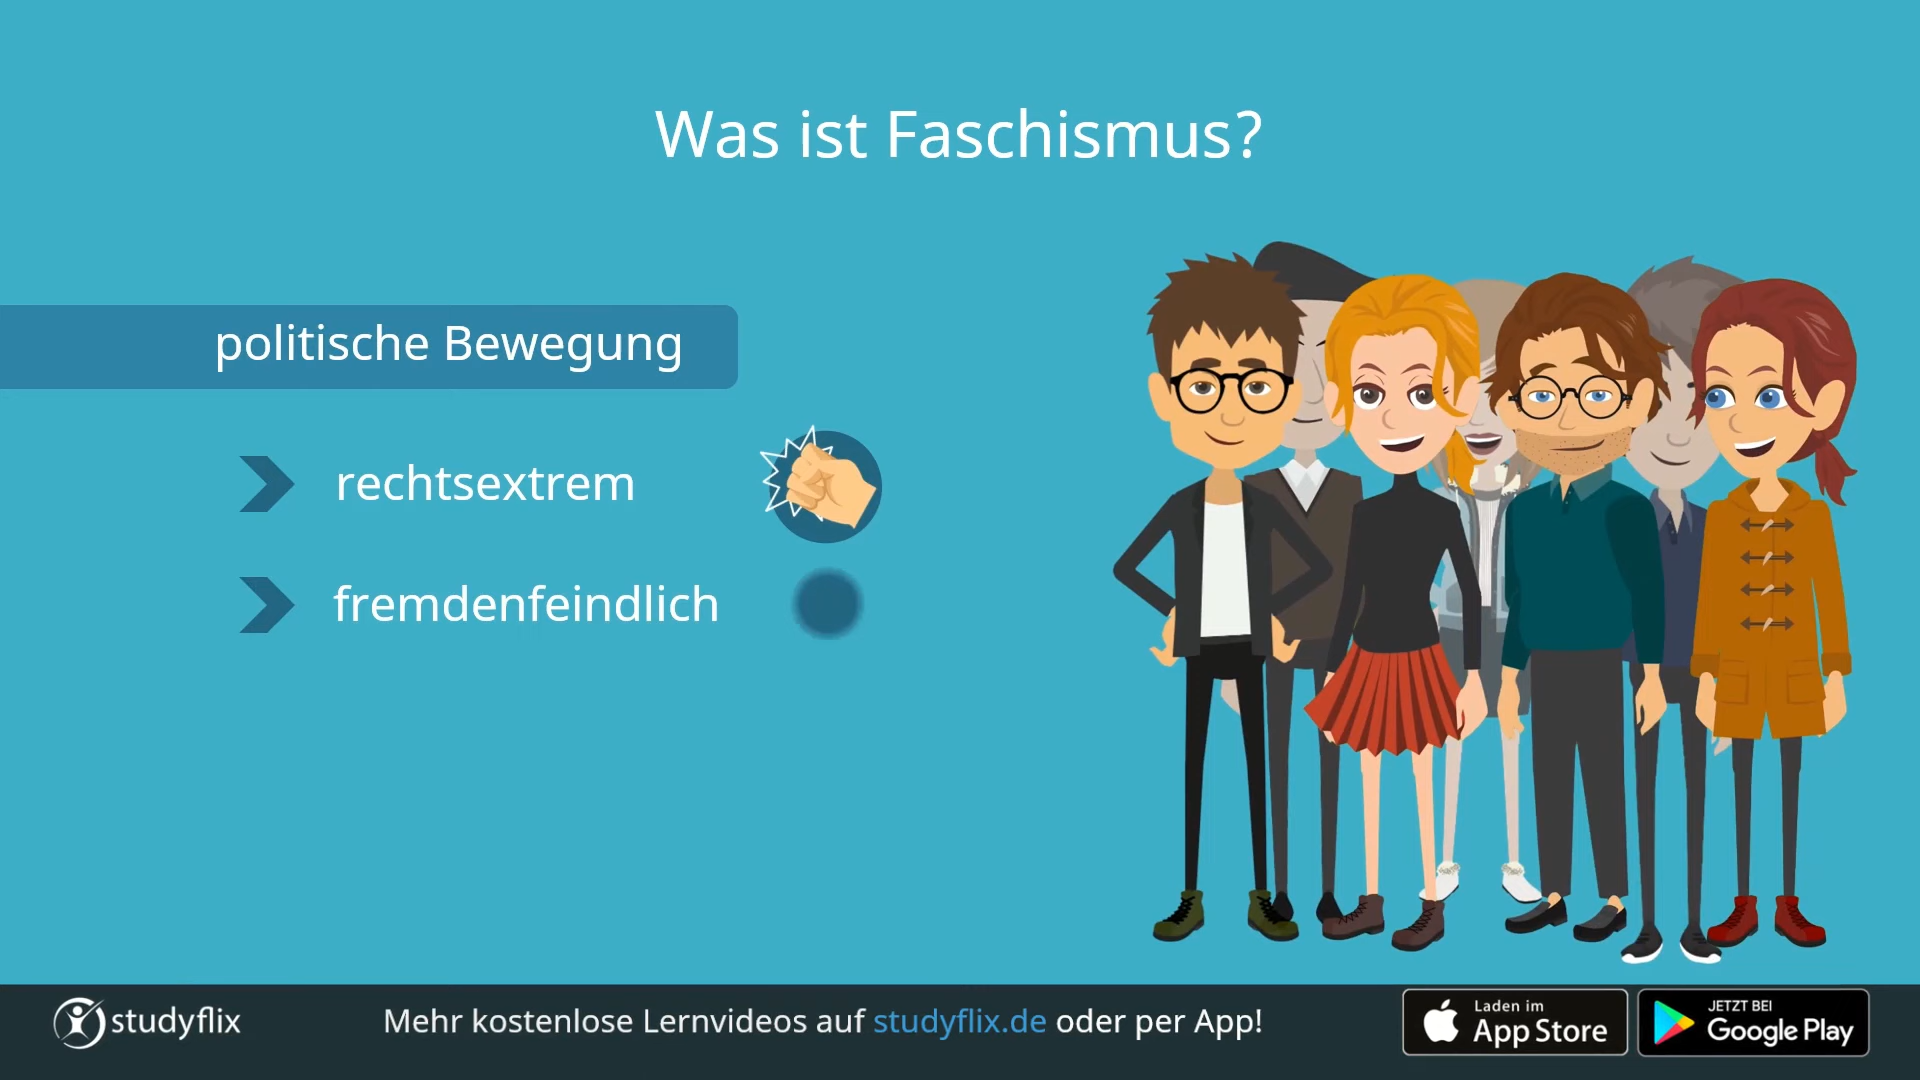 Was ist Faschismus?
politische Bewegung
rechtsextrem
fremdenfeindlich
studyflix
Mehr kostenlose Lernvideos auf studyflix.de oder per App!
Laden im
App Store
JETZT BEI
Google Play